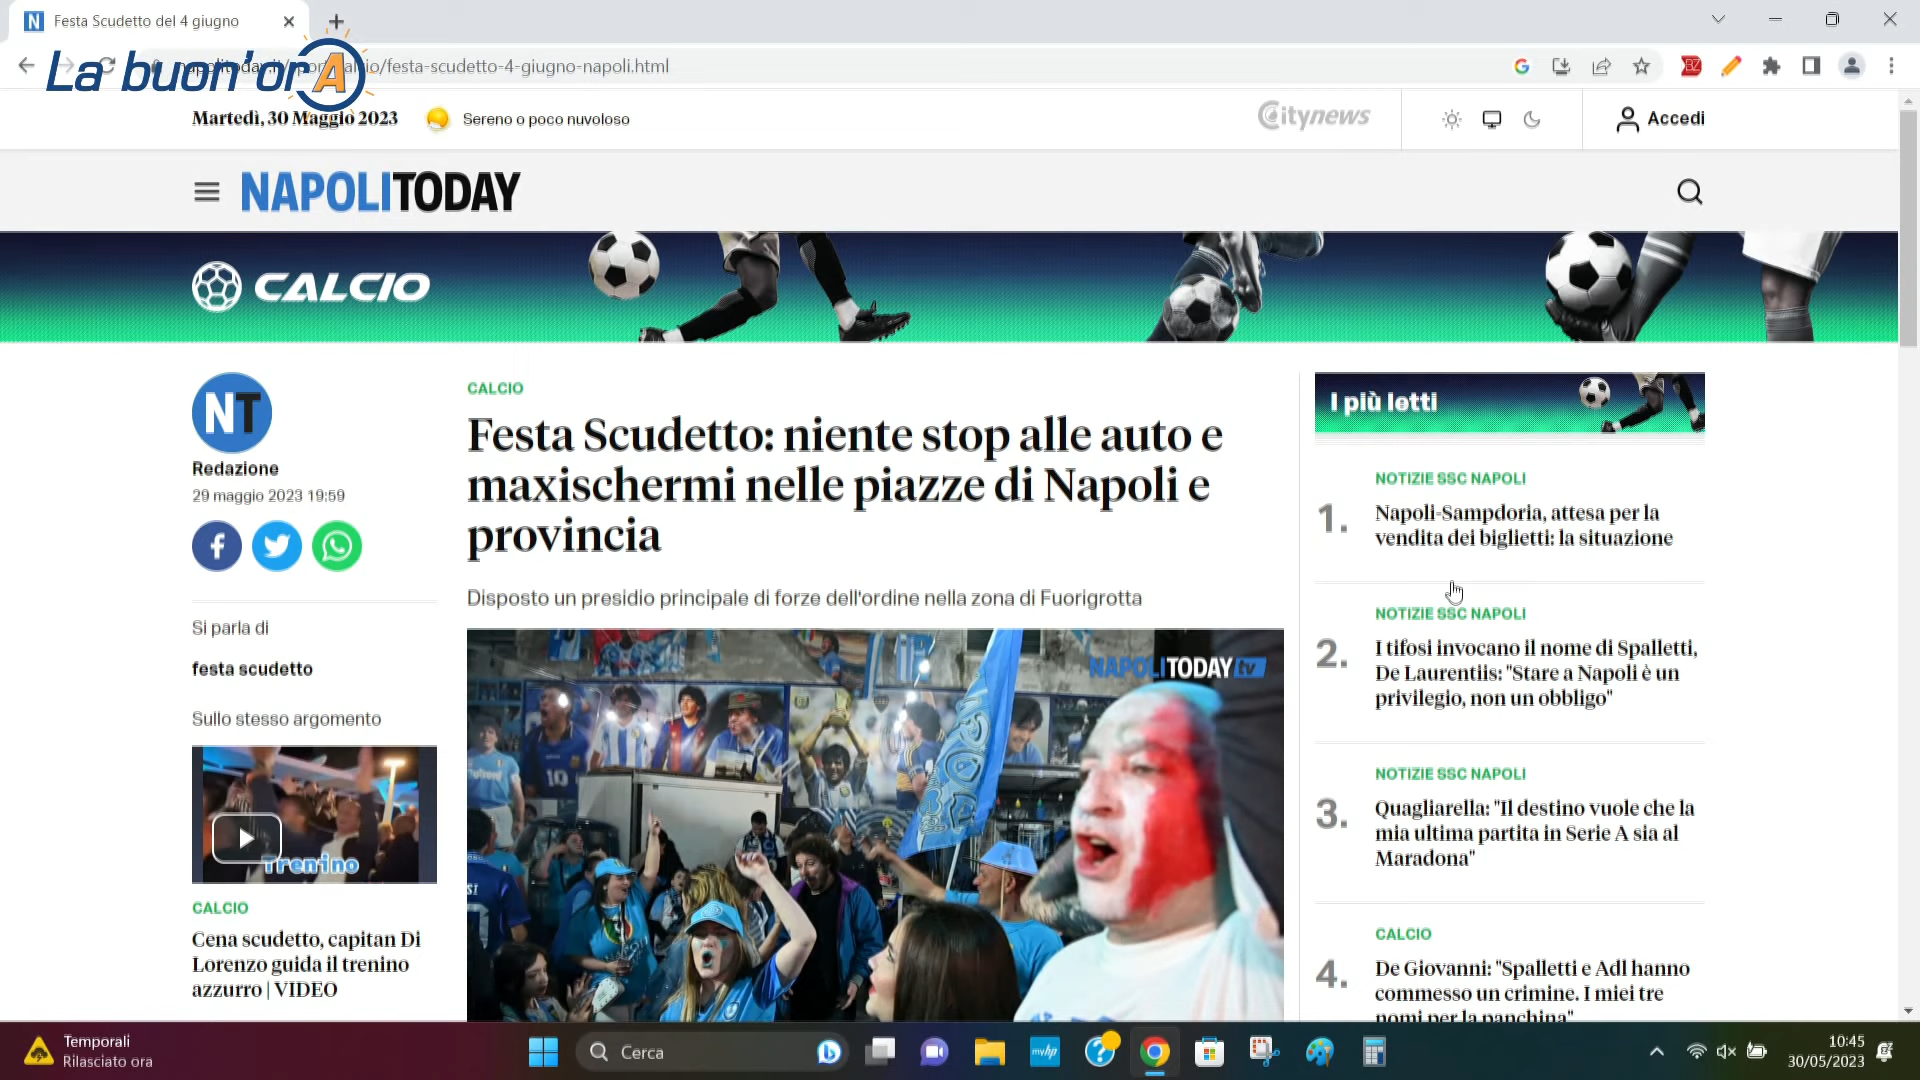 Festa Scudetto del 4 giugno
La buon'orA
/festa-scudetto-4-giugno-napoli.html
Martedì, 30 Maggio 2023
Sereno o poco nuvoloso
Citynews
Accedi
NAPOLITODAY
CALCIO
NT
Redazione
29 maggio 2023 19:59
Si parla di
festa scudetto
Sullo stesso argomento
Trenino
CALCIO
Cena scudetto, capitan Di
Lorenzo guida il trenino
azzurro | VIDEO
CALCIO
Festa Scudetto: niente stop alle auto e
maxischermi nelle piazze di Napoli e
provincia
Disposto un presidio principale di forze dell'ordine nella zona di Fuorigrotta
NAPOLITODAY tv
10
I più letti
NOTIZIE SSC NAPOLI
1. Napoli-Sampdoria, attesa per la
vendita dei biglietti: la situazione
NOTIZIE SSC NAPOLI
2. I tifosi invocano il nome di Spalletti,
De Laurentiis: "Stare a Napoli è un
privilegio, non un obbligo"
NOTIZIE SSC NAPOLI
3. Quagliarella: "Il destino vuole che la
mia ultima partita in Serie A sia al
Maradona"
CALCIO
4. De Giovanni: "Spalletti e Adl hanno
commesso un crimine. I miei tre
nomi per la panchina"
Temporali
Rilasciato ora
Cerca
myhp
10:45
30/05/2023